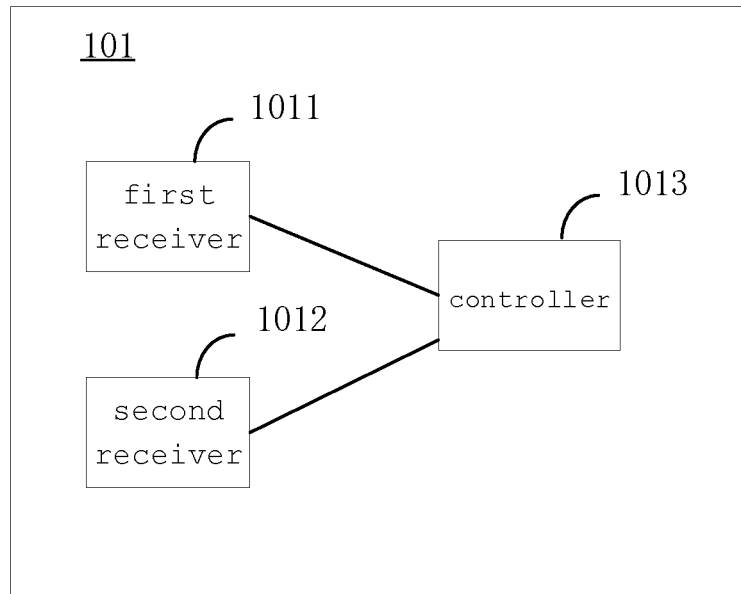 101
1011
first
receiver
1013
controller
1012
second
receiver